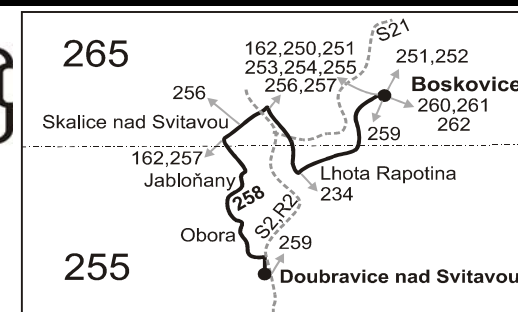 S21
265
162,250,251
253,254,255
256,257
251,252
Boskovice
256
260,261
262
Skalice nad Svitavou
259
162,257
Lhota Rapotina
Jabloňany
234
258
S2,R2
Obora
259
255
Doubravice nad Svitavou